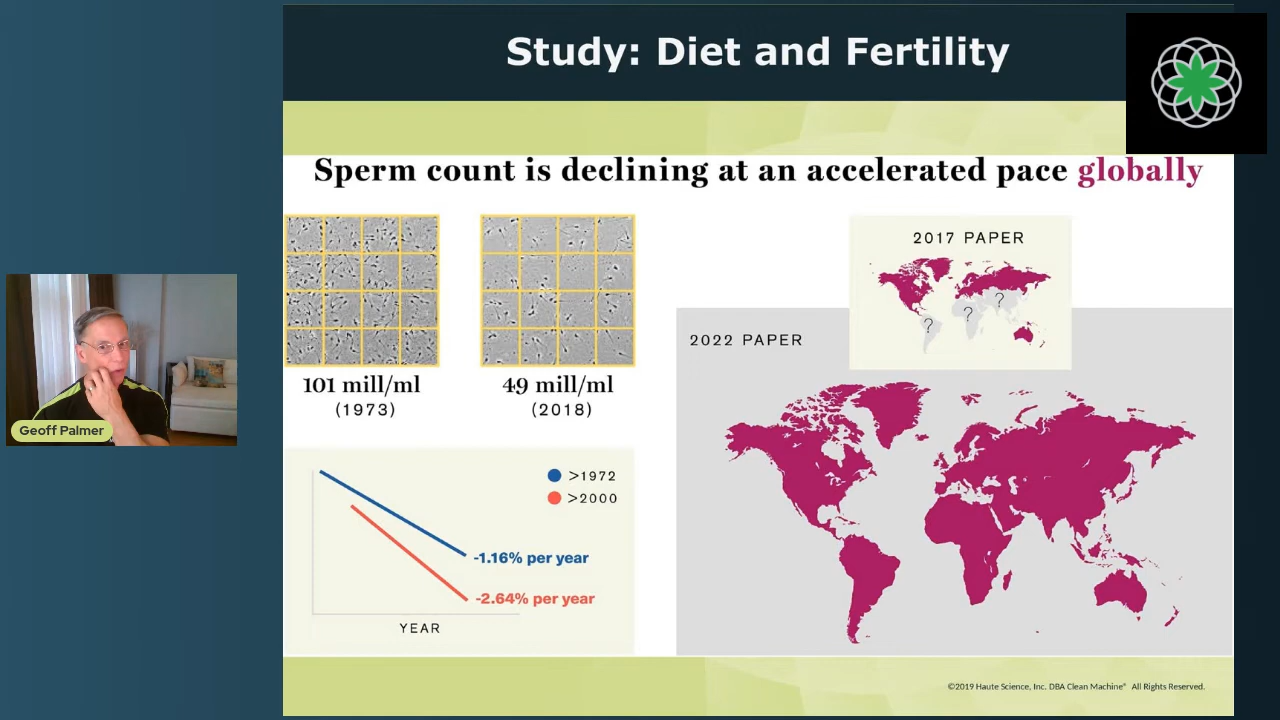 Study: Diet and Fertility
Sperm count is declining at an accelerated pace globally
101 mill/ml
(1973)
49 mill/ml
(2018)
2017 PAPER
?
?
?
2022 PAPER
Geoff Palmer
>1972
>2000
-1.16% per year
-2.64% per year
YEAR
©2019 Haute Science, Inc. DBA Clean Machine® All Rights Reserved.